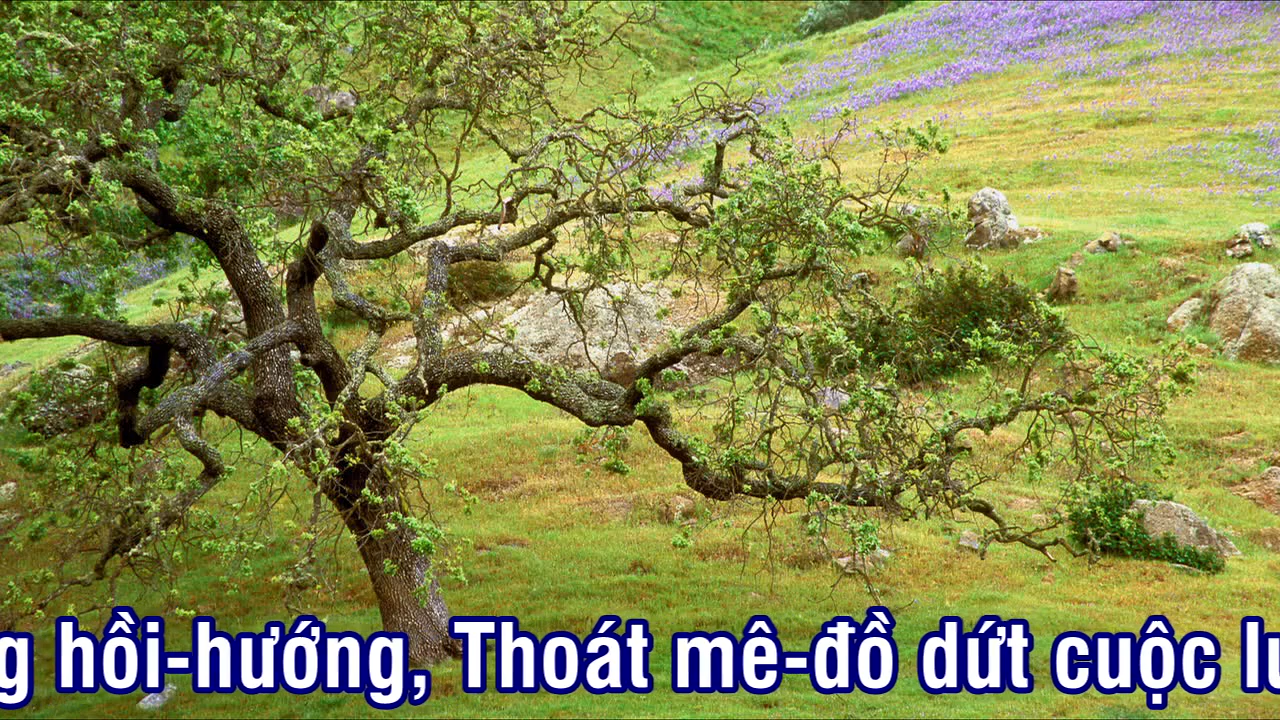 hồi-hướng, Thoát mê-đồ dứt cuộc